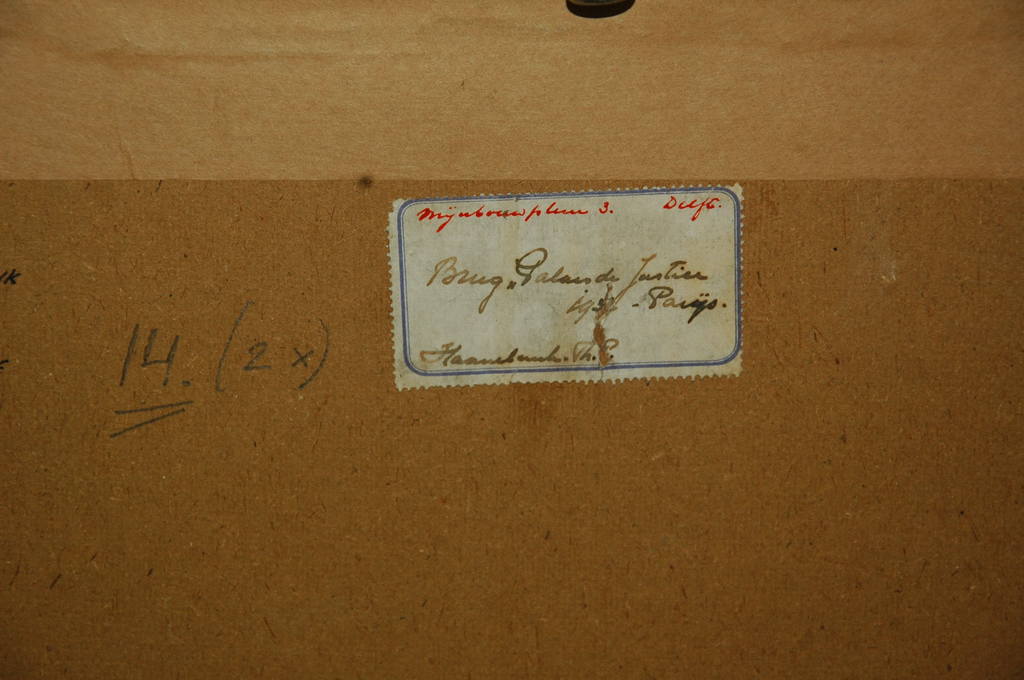 Mijnbouwplein 3. Delft.
Brug „Palais de Justice
- Parijs.
14. (2 x)